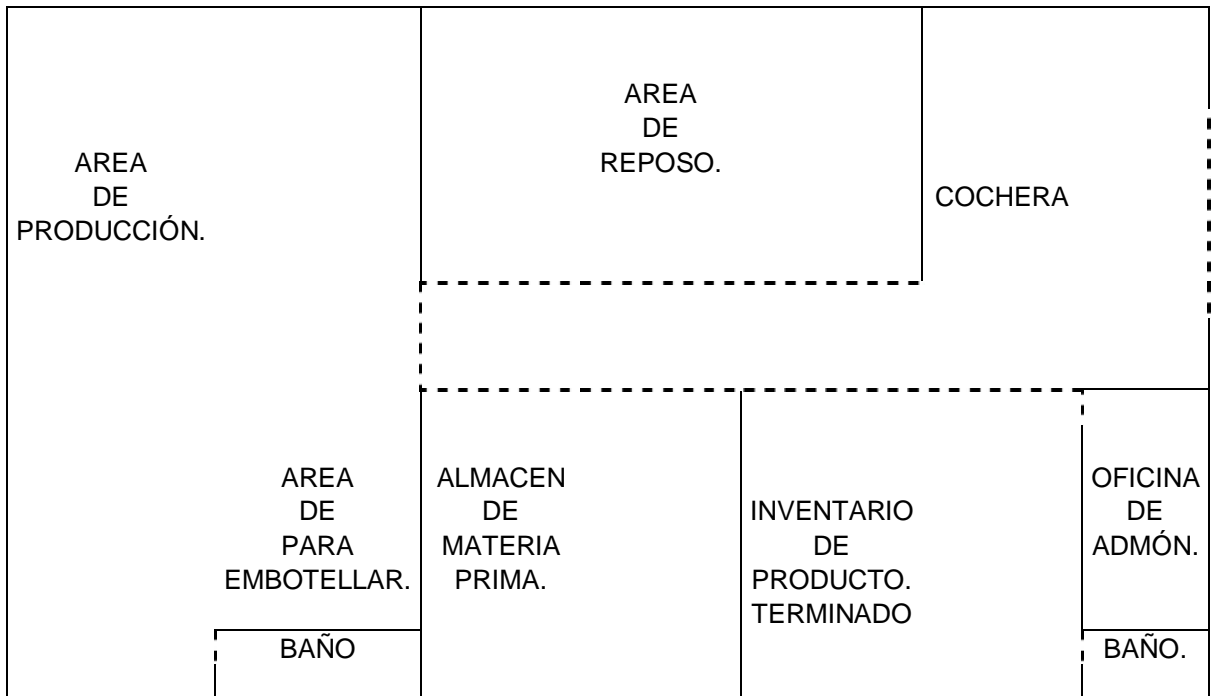 AREA
DE
PRODUCCIÓN.
AREA
DE
REPOSO.
COCHERA
AREA
DE
PARA
EMBOTELLAR.
BAÑO
ALMACEN
DE
MATERIA
PRIMA.
INVENTARIO
DE
PRODUCTO.
TERMINADO
OFICINA
DE
ADMÓN.
BAÑO.